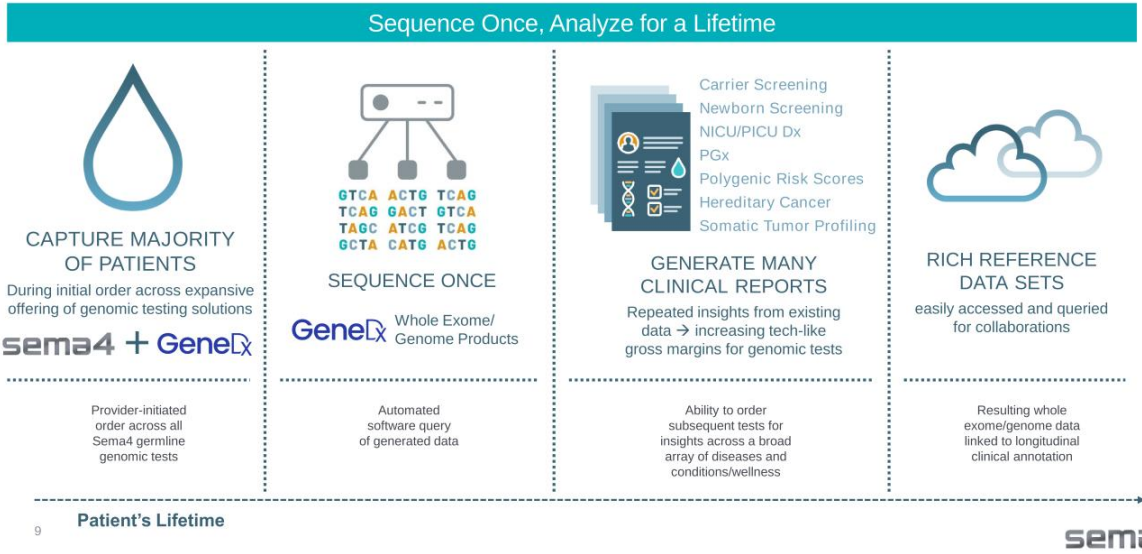 Sequence Once, Analyze for a Lifetime
CAPTURE MAJORITY
OF PATIENTS
During initial order across expansive
offering of genomic testing solutions
sema4 + GeneDx
Provider-initiated
order across all
Sema4 germline
genomic tests
GTCA ACTG TCAG
TCAG GACT GTCA
TAGC ATCG TCAG
GCTA CATG ACTG
SEQUENCE ONCE
GeneDx
Whole Exome/
Genome Products
Automated
software query
of generated data
Carrier Screening
Newborn Screening
NICU/PICU Dx
PGx
Polygenic Risk Scores
Hereditary Cancer
Somatic Tumor Profiling
GENERATE MANY
CLINICAL REPORTS
Repeated insights from existing
data → increasing tech-like
gross margins for genomic tests
Ability to order
subsequent tests for
insights across a broad
array of diseases and
conditions/wellness
RICH REFERENCE
DATA SETS
easily accessed and queried
for collaborations
Resulting whole
exome/genome data
linked to longitudinal
clinical annotation
Patient's Lifetime
9
sema